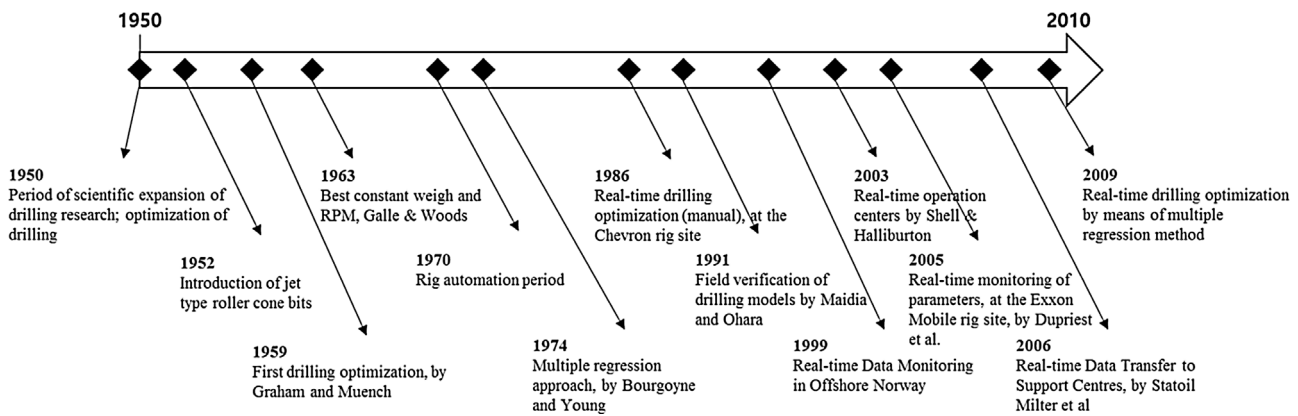 1950
2010
1950
Period of scientific expansion of
drilling research; optimization of
drilling
1952
Introduction of jet
type roller cone bits
1959
First drilling optimization, by
Graham and Muench
1963
Best constant weigh and
RPM, Galle & Woods
1970
Rig automation period
1974
Multiple regression
approach, by Bourgoyne
and Young
1986
Real-time drilling
optimization (manual), at the
Chevron rig site
1991
Field verification of
drilling models by Maidia
and Ohara
1999
Real-time Data Monitoring
in Offshore Norway
2003
Real-time operation
centers by Shell &
Halliburton
2005
Real-time monitoring of
parameters, at the Exxon
Mobile rig site, by Dupriest
et al.
2006
Real-time Data Transfer to
Support Centres, by Statoil
Milter et al
2009
Real-time drilling optimization
by means of multiple
regression method